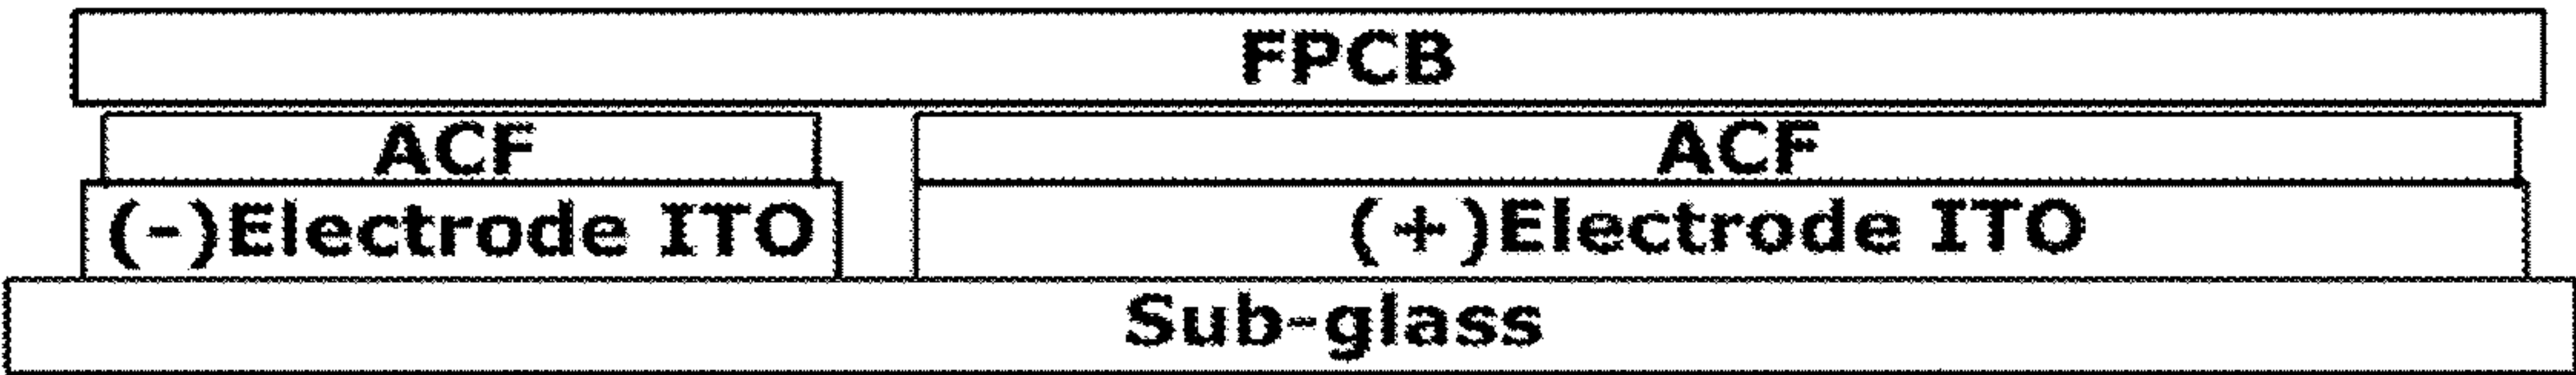 FPCB
ACF
ACF
(-)Electrode ITO
(+)Electrode ITO
Sub-glass